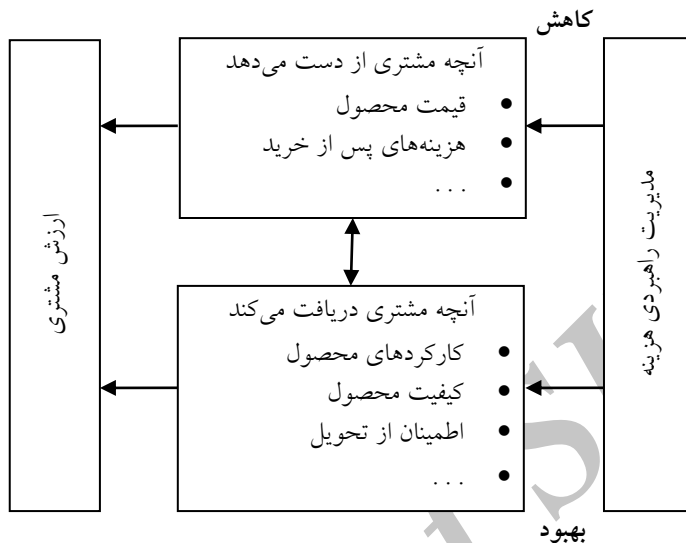 کاهش
آنچه مشتری از دست می‌دهد
• قیمت محصول
• هزینه‌های پس از خرید
• . . .
مدیریت راهبردی هزینه
ارزش مشتری
آنچه مشتری دریافت می‌کند
• کارکردهای محصول
• کیفیت محصول
• اطمینان از تحویل
• . . .
بهبود